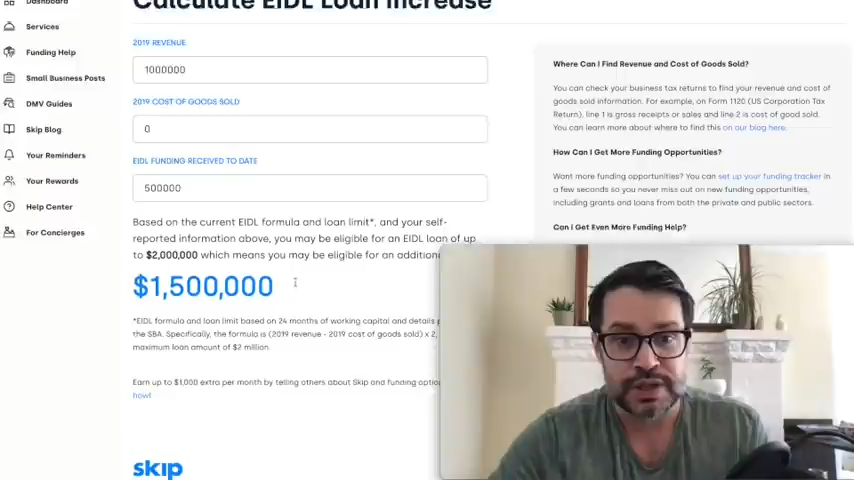 Dashboard
Services
Funding Help
Small Business Posts
DMV Guides
Skip Blog
Your Reminders
Your Rewards
Help Center
For Concierges
Calculate EIDL Loan Increase
2019 REVENUE
1000000
2019 COST OF GOODS SOLD
0
EIDL FUNDING RECEIVED TO DATE
500000
Based on the current EIDL formula and loan limit*, and your self-
reported information above, you may be eligible for an EIDL loan of up
to $2,000,000 which means you may be eligible for an addition
$1,500,000
*EIDL formula and loan limit based on 24 months of working capital and details p
the SBA. Specifically, the formula is (2019 revenue - 2019 cost of goods sold) x 2,
maximum loan amount of $2 million.
Earn up to $1,000 extra per month by telling others about Skip and funding optio
how!
skip
Where Can I Find Revenue and Cost of Goods Sold?
You can check your business tax returns to find your revenue and cost of
goods sold information. For example, on Form 1120 (US Corporation Tax
Return), line 1 is gross receipts or sales and line 2 is cost of good sold.
You can learn more about where to find this on our blog here.
How Can I Get More Funding Opportunities?
Want more funding opportunities? You can set up your funding tracker in
a few seconds so you never miss out on new funding opportunities,
including grants and loans from both the private and public sectors.
Can I Get Even More Funding Help?